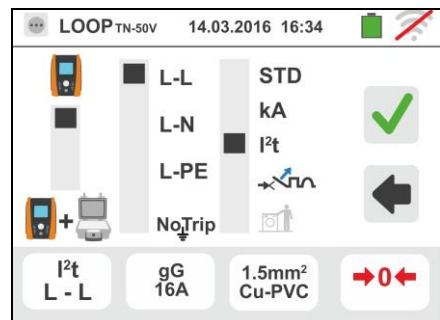 LOOP TN-50V 14.03.2016 16:34
L-L
L-N
L-PE
NoTrip
STD
kA
I²t
+
I²t
L - L
gG
16A
1.5mm²
Cu-PVC
0